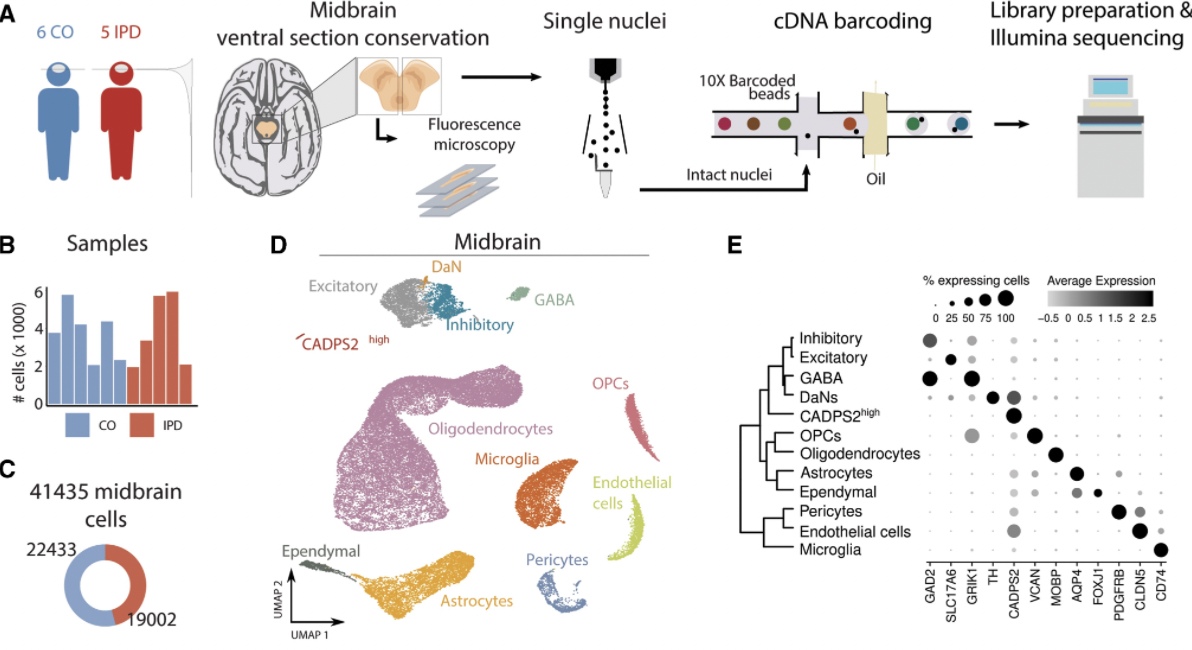 A
6 CO
5 IPD
Midbrain
ventral section conservation
Fluorescence
microscopy
Single nuclei
Intact nuclei
cDNA barcoding
10X Barcoded
beads
Oil
Library preparation &
Illumina sequencing
B
Samples
# cells (x 1000)
6
4
2
0
CO
IPD
C
41435 midbrain
cells
22433
19002
D
Midbrain
DaN
Excitatory
GABA
Inhibitory
CADPS2 high
OPCs
Oligodendrocytes
Microglia
Endothelial
cells
Ependymal
Pericytes
Astrocytes
UMAP 2
UMAP 1
E
% expressing cells
0 25 50 75 100
Average Expression
−0.5 0 0.5 1 1.5 2 2.5
Inhibitory
Excitatory
GABA
DaNs
CADPS2high
OPCs
Oligodendrocytes
Astrocytes
Ependymal
Pericytes
Endothelial cells
Microglia
GAD2
SLC17A6
GRIK1
TH
CADPS2
VCAN
MOBP
AQP4
FOXJ1
PDGFRB
CLDN5
CD74